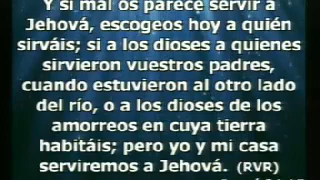 Y si mal os parece servir a
Jehová, escogeos hoy a quién
sirváis; si a los dioses a quienes
sirvieron vuestros padres,
cuando estuvieron al otro lado
del río, o a los dioses de los
amorreos en cuya tierra
habitáis; pero yo y mi casa
serviremos a Jehová. (RVR)